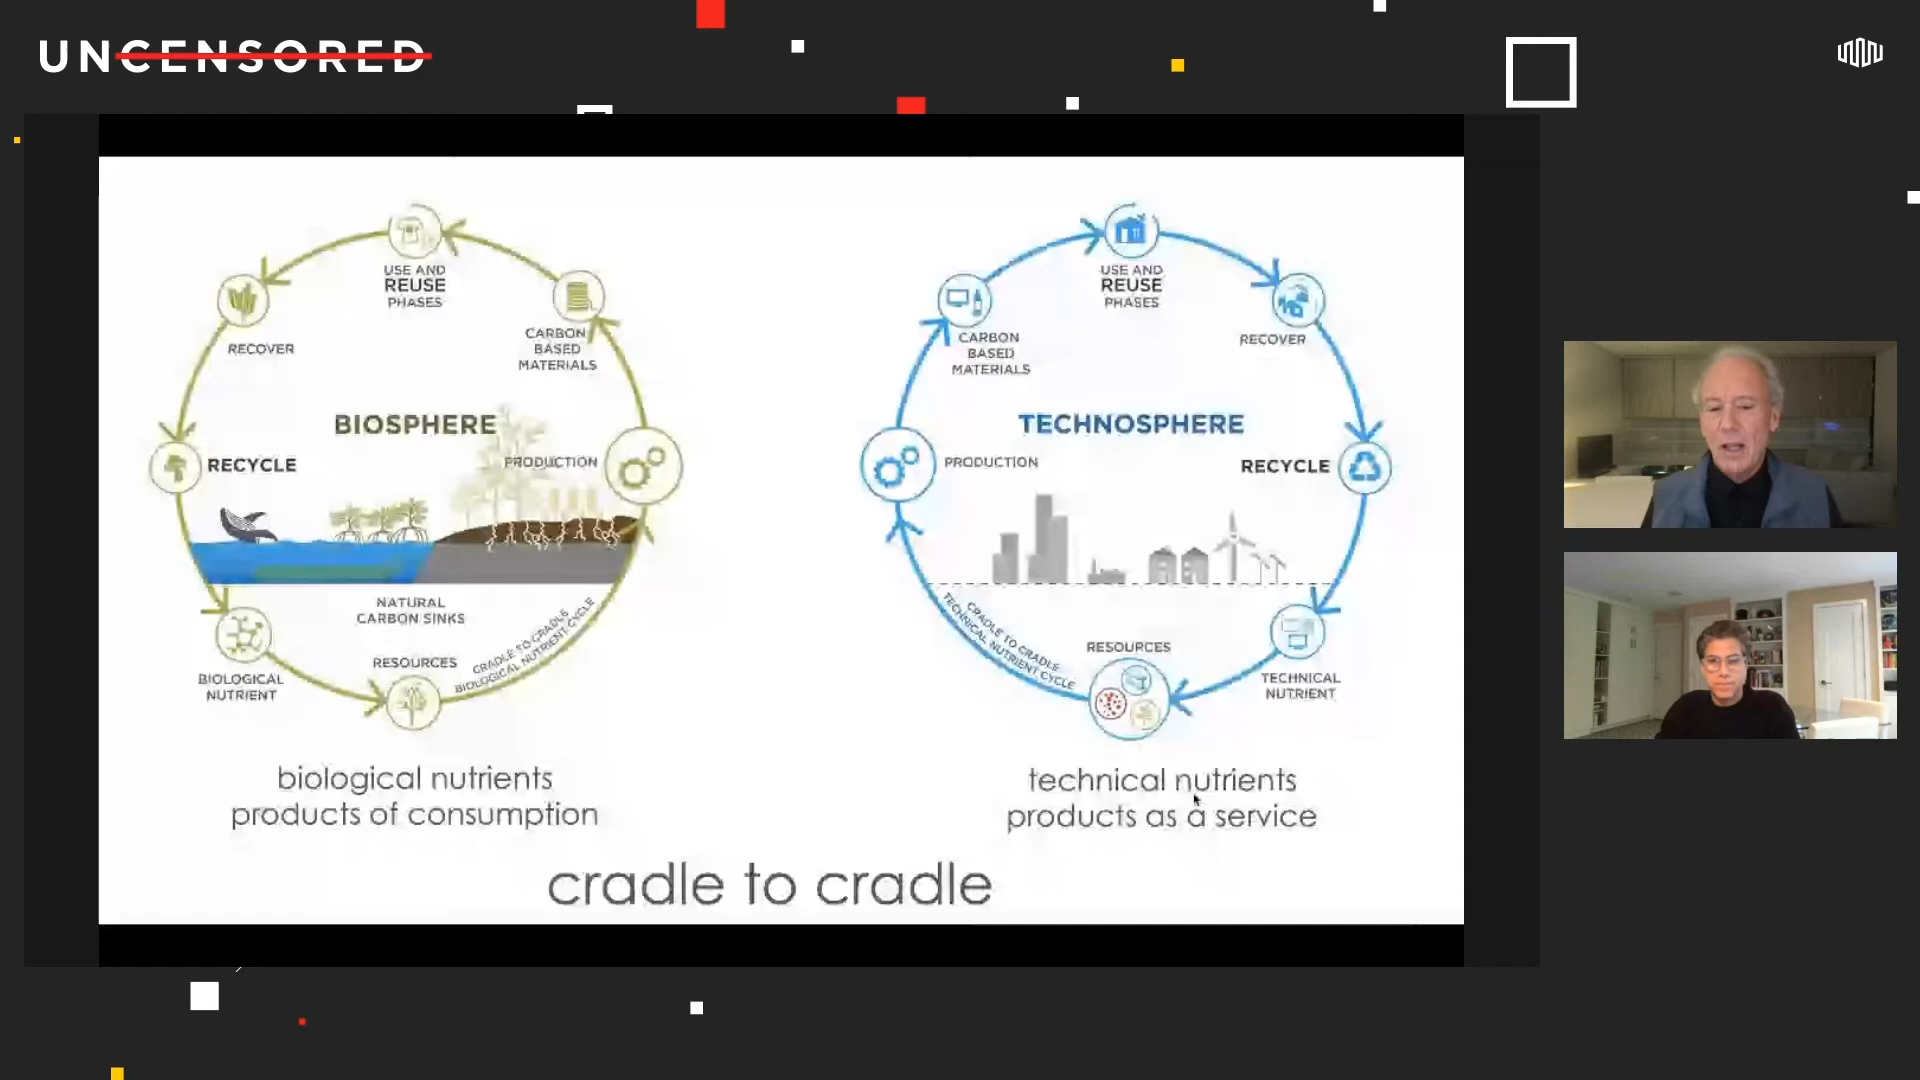 UNCENSORED
USE AND
REUSE
PHASES
CARBON
BASED
MATERIALS
RECOVER
BIOSPHERE
RECYCLE
PRODUCTION
NATURAL
CARBON SINKS
BIOLOGICAL
NUTRIENT
RESOURCES
CRADLE TO CRADLE
BIOLOGICAL NUTRIENT CYCLE
biological nutrients
products of consumption
USE AND
REUSE
PHASES
CARBON
BASED
MATERIALS
RECOVER
TECHNOSPHERE
PRODUCTION
RECYCLE
CRADLE TO CRADLE
TECHNICAL NUTRIENT CYCLE
RESOURCES
TECHNICAL
NUTRIENT
technical nutrients
products as a service
cradle to cradle